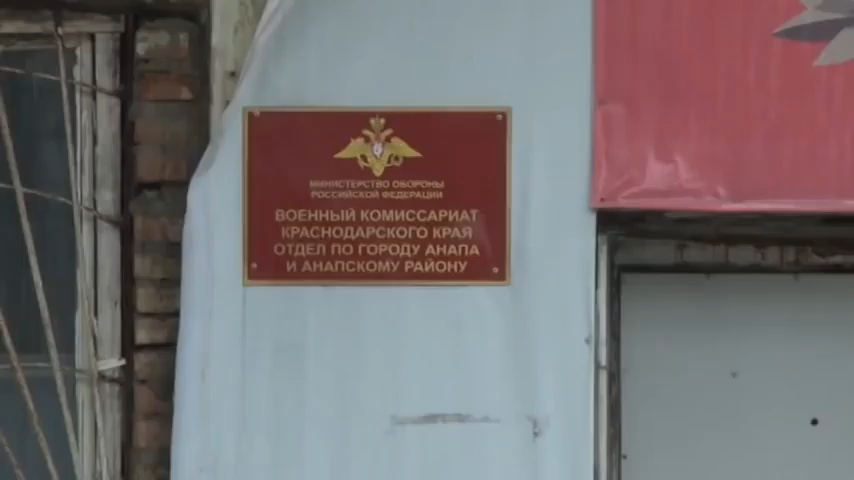 МИНИСТЕРСТВО ОБОРОНЫ
РОССИЙСКОЙ ФЕДЕРАЦИИ
ВОЕННЫЙ КОМИССАРИАТ
КРАСНОДАРСКОГО КРАЯ
ОТДЕЛ ПО ГОРОДУ АНАПА
И АНАПСКОМУ РАЙОНУ